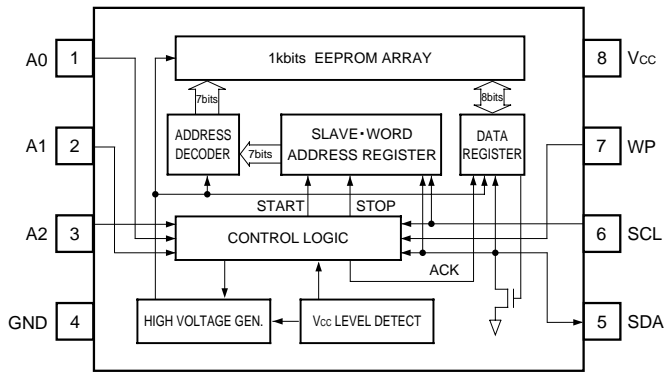 A0 1
1kbits EEPROM ARRAY
8 Vcc
7bits
8bits
A1 2
ADDRESS
DECODER
7bits
SLAVE・WORD
ADDRESS REGISTER
DATA
REGISTER
7 WP
START
STOP
A2 3
CONTROL LOGIC
6 SCL
ACK
GND 4
HIGH VOLTAGE GEN.
Vcc LEVEL DETECT
5 SDA